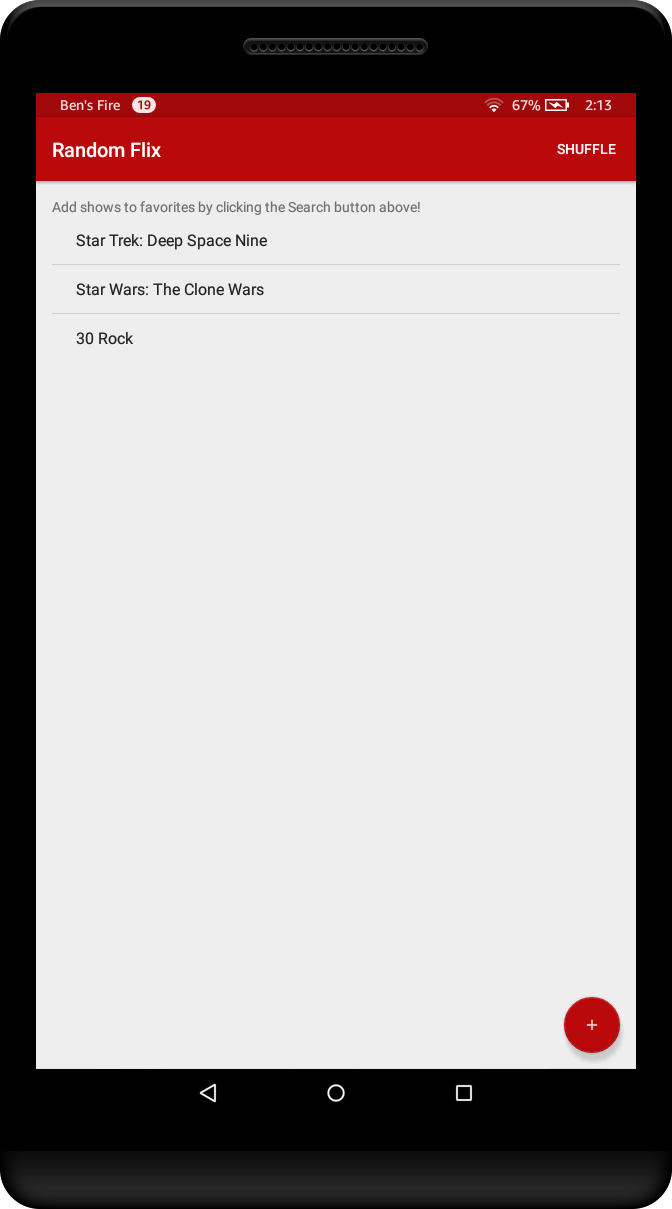 Ben's Fire 19 67% 2:13
Random Flix SHUFFLE
Add shows to favorites by clicking the Search button above!
Star Trek: Deep Space Nine
Star Wars: The Clone Wars
30 Rock
+